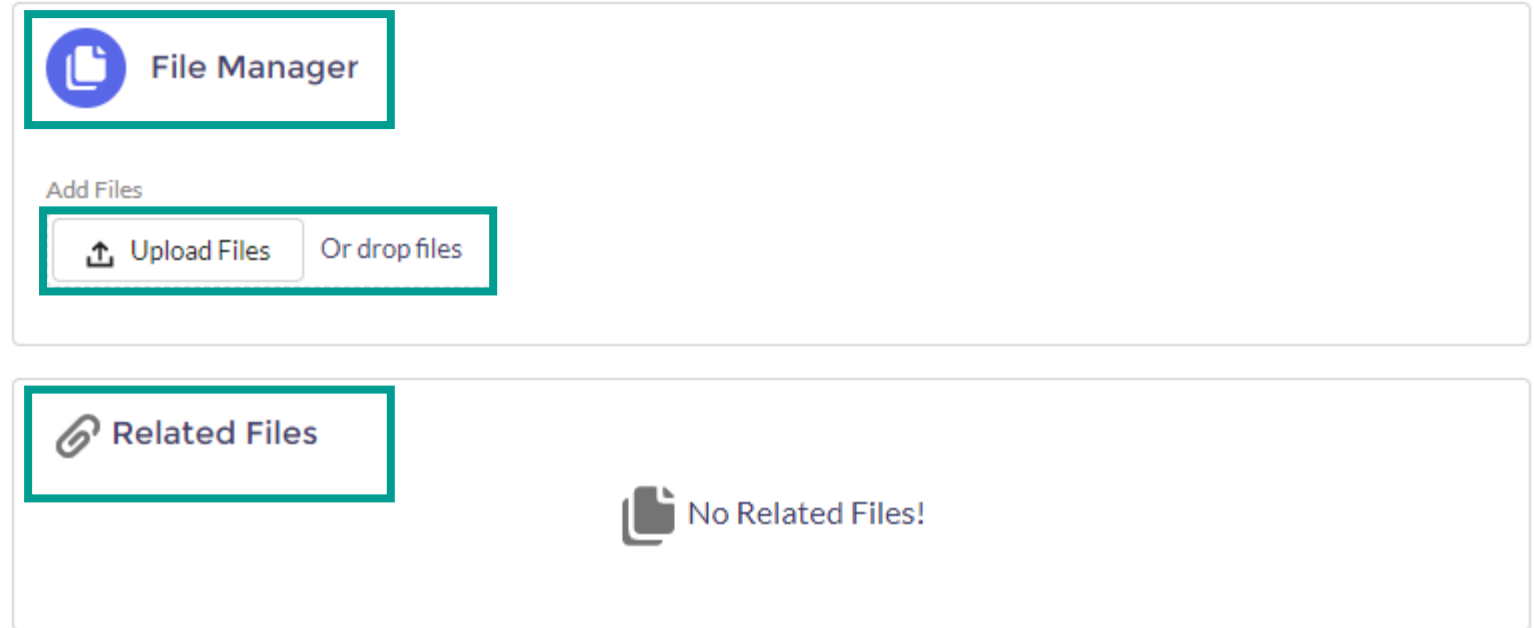 File Manager
Add Files
Upload Files Or drop files
Related Files
No Related Files!